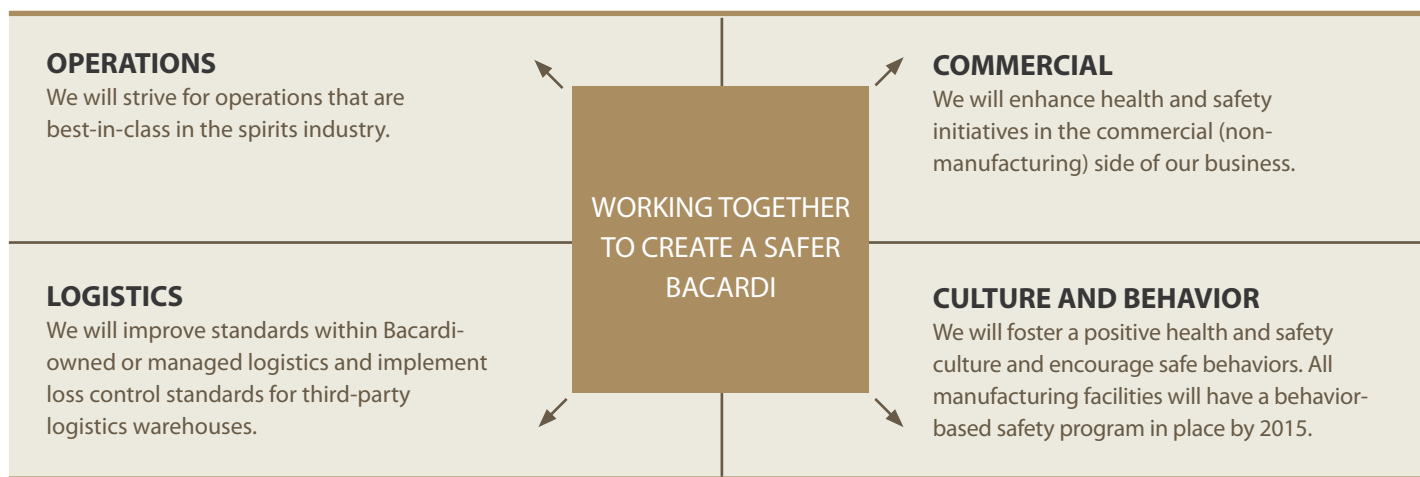 OPERATIONS
We will strive for operations that are
best-in-class in the spirits industry.
COMMERCIAL
We will enhance health and safety
initiatives in the commercial (non-
manufacturing) side of our business.
WORKING TOGETHER
TO CREATE A SAFER
BACARDI
LOGISTICS
We will improve standards within Bacardi-
owned or managed logistics and implement
loss control standards for third-party
logistics warehouses.
CULTURE AND BEHAVIOR
We will foster a positive health and safety
culture and encourage safe behaviors. All
manufacturing facilities will have a behavior-
based safety program in place by 2015.